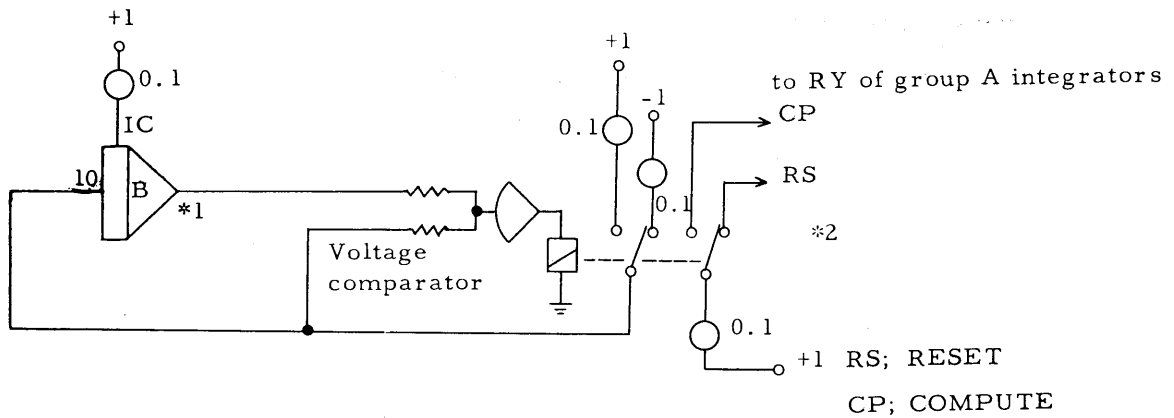 +1
0.1
IC
10
B
*1
Voltage
comparator
+1
0.1
-1
0.1
to RY of group A integrators
CP
RS
*2
0.1
+1 RS; RESET
CP; COMPUTE